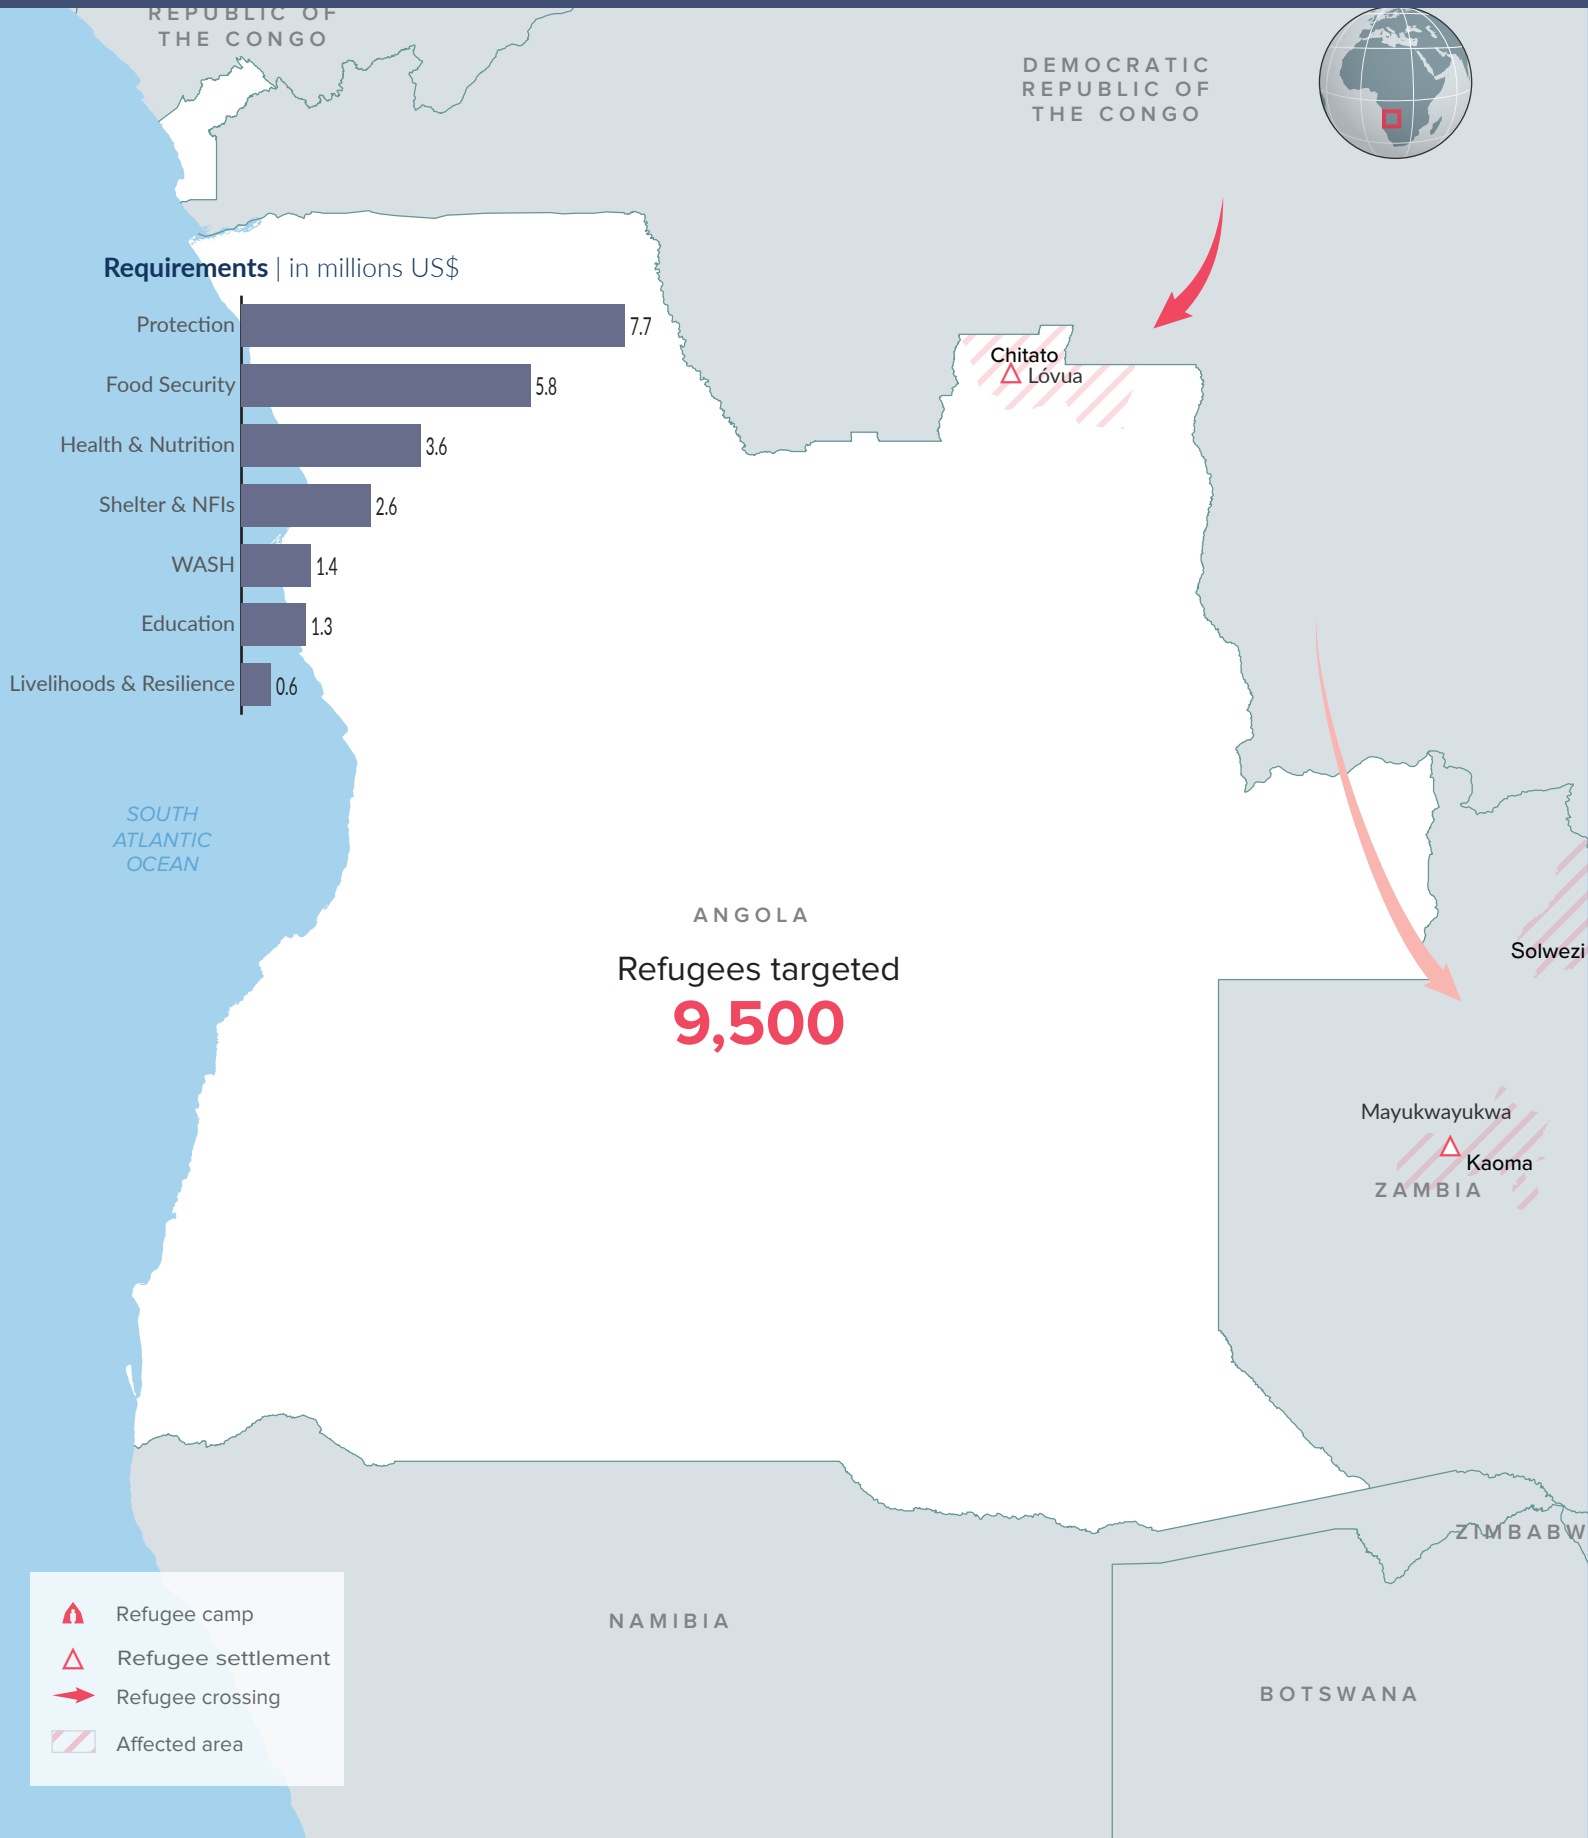 REPUBLIC OF
THE CONGO
DEMOCRATIC
REPUBLIC OF
THE CONGO
Requirements | in millions US$
Protection 7.7
Food Security 5.8
Health & Nutrition 3.6
Shelter & NFIs 2.6
WASH 1.4
Education 1.3
Livelihoods & Resilience 0.6
Chitato
Lóvua
SOUTH
ATLANTIC
OCEAN
ANGOLA
Refugees targeted
9,500
Solwezi
Mayukwayukwa
Kaoma
ZAMBIA
ZIMBABW
NAMIBIA
BOTSWANA
Refugee camp
Refugee settlement
Refugee crossing
Affected area